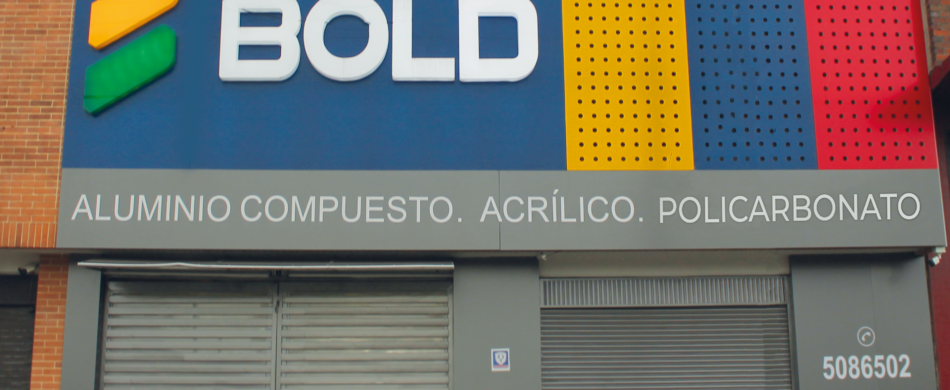 BOLD
ALUMINIO COMPUESTO. ACRÍLICO. POLICARBONATO
5086502